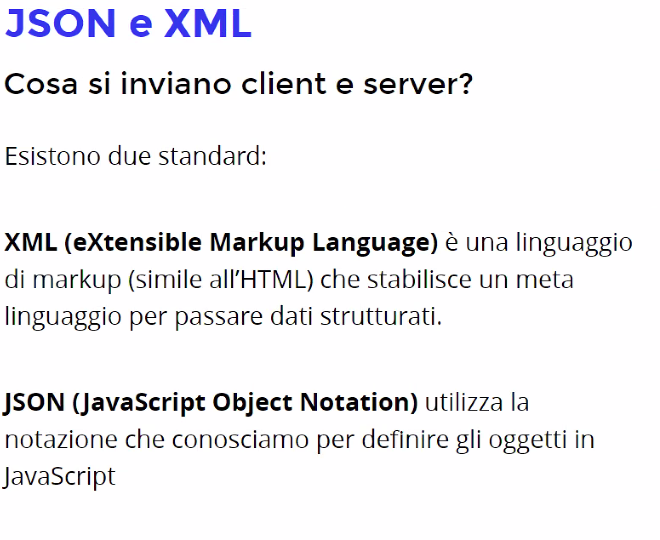 JSON e XML
Cosa si inviano client e server?
Esistono due standard:
XML (eXtensible Markup Language) è una linguaggio
di markup (simile all’HTML) che stabilisce un meta
linguaggio per passare dati strutturati.
JSON (JavaScript Object Notation) utilizza la
notazione che conosciamo per definire gli oggetti in
JavaScript